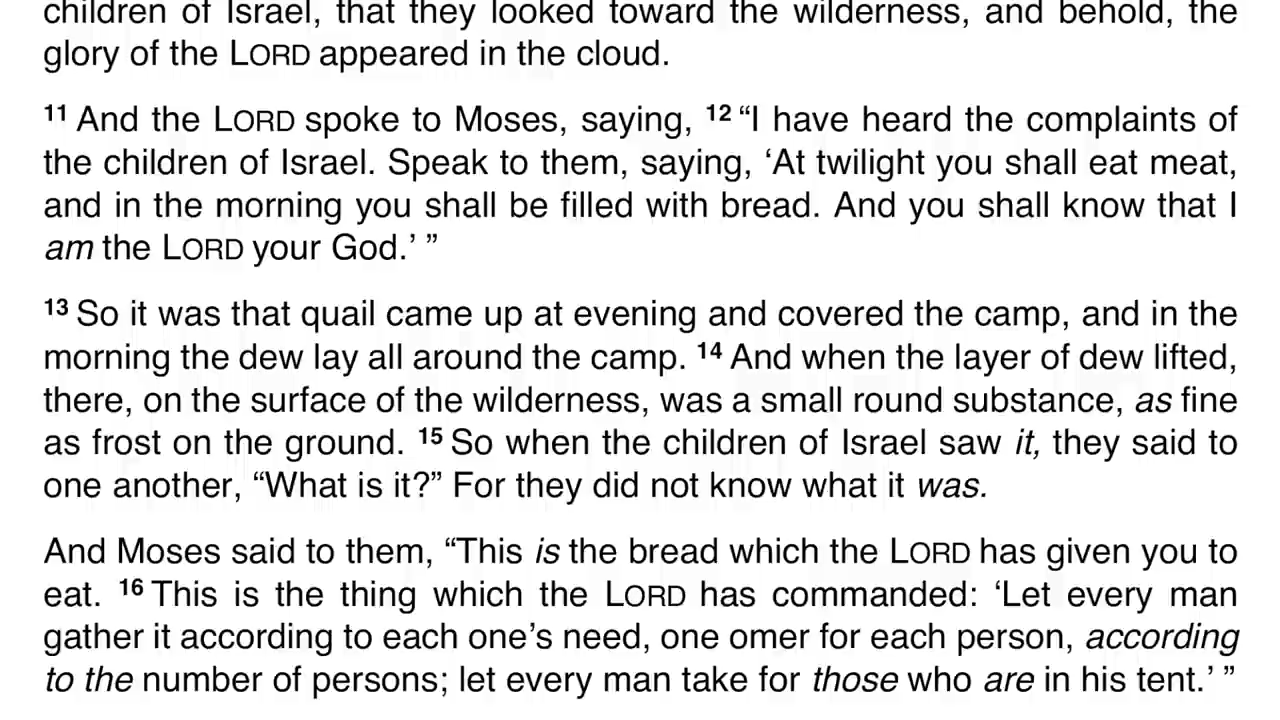 children of Israel, that they looked toward the wilderness, and behold, the
glory of the LORD appeared in the cloud.
11 And the LORD spoke to Moses, saying, 12 “I have heard the complaints of
the children of Israel. Speak to them, saying, ‘At twilight you shall eat meat,
and in the morning you shall be filled with bread. And you shall know that I
am the LORD your God.’ ”
13 So it was that quail came up at evening and covered the camp, and in the
morning the dew lay all around the camp. 14 And when the layer of dew lifted,
there, on the surface of the wilderness, was a small round substance, as fine
as frost on the ground. 15 So when the children of Israel saw it, they said to
one another, “What is it?” For they did not know what it was.
And Moses said to them, “This is the bread which the LORD has given you to
eat. 16 This is the thing which the LORD has commanded: ‘Let every man
gather it according to each one’s need, one omer for each person, according
to the number of persons; let every man take for those who are in his tent.’ ”